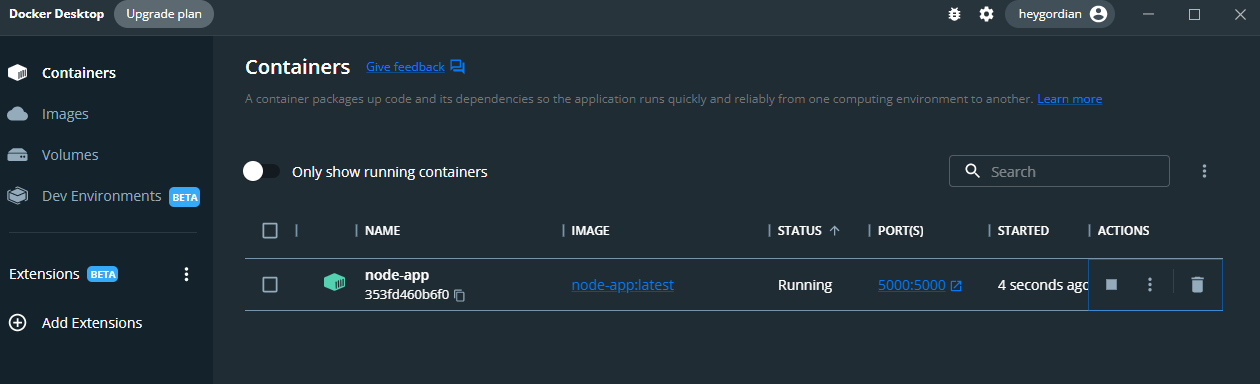 Docker Desktop Upgrade plan heygordian
Containers
Images
Volumes
Dev Environments BETA
Extensions BETA
Add Extensions
Containers Give feedback
A container packages up code and its dependencies so the application runs quickly and reliably from one computing environment to another. Learn more
Only show running containers
Search
NAME IMAGE STATUS PORT(S) STARTED ACTIONS
node-app
353fd460b6f0
node-app:latest Running 5000:5000 4 seconds ago